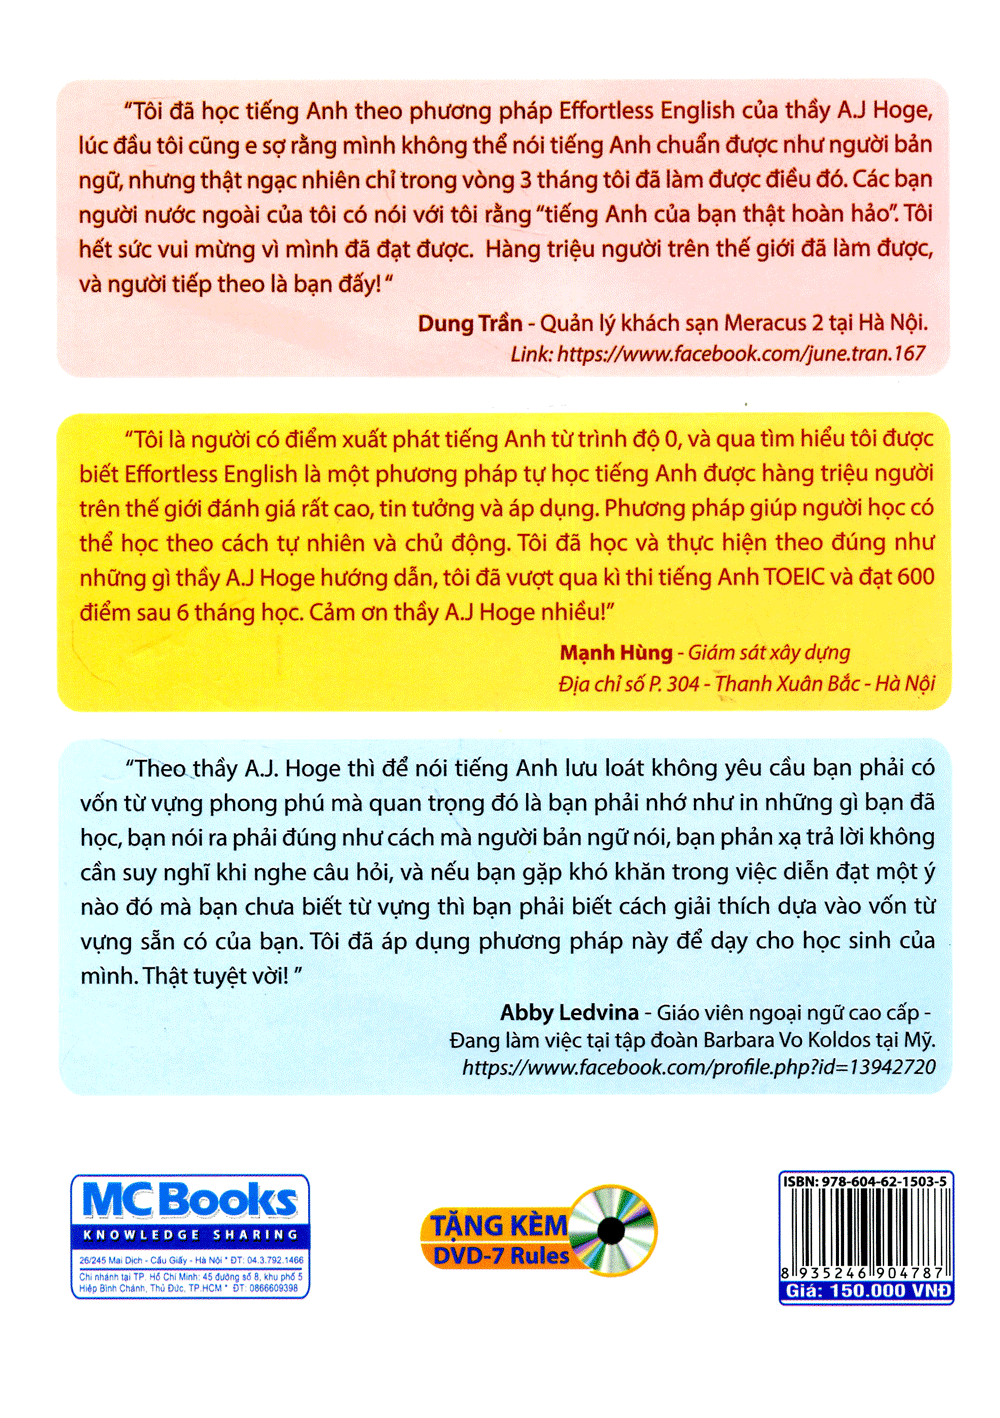 “Tôi đã học tiếng Anh theo phương pháp Effortless English của thầy A.J Hoge,
lúc đầu tôi cũng e sợ rằng mình không thể nói tiếng Anh chuẩn được như người bản
ngữ, nhưng thật ngạc nhiên chỉ trong vòng 3 tháng tôi đã làm được điều đó. Các bạn
người nước ngoài của tôi có nói với tôi rằng “tiếng Anh của bạn thật hoàn hảo”. Tôi
hết sức vui mừng vì mình đã đạt được. Hàng triệu người trên thế giới đã làm được,
và người tiếp theo là bạn đấy! “
Dung Trần - Quản lý khách sạn Meracus 2 tại Hà Nội.
Link: https://www.facebook.com/june.tran.167
“Tôi là người có điểm xuất phát tiếng Anh từ trình độ 0, và qua tìm hiểu tôi được
biết Effortless English là một phương pháp tự học tiếng Anh được hàng triệu người
trên thế giới đánh giá rất cao, tin tưởng và áp dụng. Phương pháp giúp người học có
thể học theo cách tự nhiên và chủ động. Tôi đã học và thực hiện theo đúng như
những gì thầy A.J Hoge hướng dẫn, tôi đã vượt qua kì thi tiếng Anh TOEIC và đạt 600
điểm sau 6 tháng học. Cảm ơn thầy A.J Hoge nhiều!”
Mạnh Hùng - Giám sát xây dựng
Địa chỉ số P. 304 - Thanh Xuân Bắc - Hà Nội
“Theo thầy A.J. Hoge thì để nói tiếng Anh lưu loát không yêu cầu bạn phải có
vốn từ vựng phong phú mà quan trọng đó là bạn phải nhớ như in những gì bạn đã
học, bạn nói ra phải đúng như cách mà người bản ngữ nói, bạn phản xạ trả lời không
cần suy nghĩ khi nghe câu hỏi, và nếu bạn gặp khó khăn trong việc diễn đạt một ý
nào đó mà bạn chưa biết từ vựng thì bạn phải biết cách giải thích dựa vào vốn từ
vựng sẵn có của bạn. Tôi đã áp dụng phương pháp này để dạy cho học sinh của
mình. Thật tuyệt vời! ”
Abby Ledvina - Giáo viên ngoại ngữ cao cấp -
Đang làm việc tại tập đoàn Barbara Vo Koldos tại Mỹ.
https://www.facebook.com/profile.php?id=13942720
MCBooks
KNOWLEDGE SHARING
26/245 Mai Dịch - Cầu Giấy - Hà Nội * ĐT: 04.3.792.1466
Chi nhánh tại TP. Hồ Chí Minh: 45 đường số 8, khu phố 5
Hiệp Bình Chánh, Thủ Đức, TP.HCM * ĐT: 0866609398
TẶNG KÈM
DVD-7 Rules
ISBN: 978-604-62-1503-5
8 935246 904787
Giá: 150.000 VNĐ